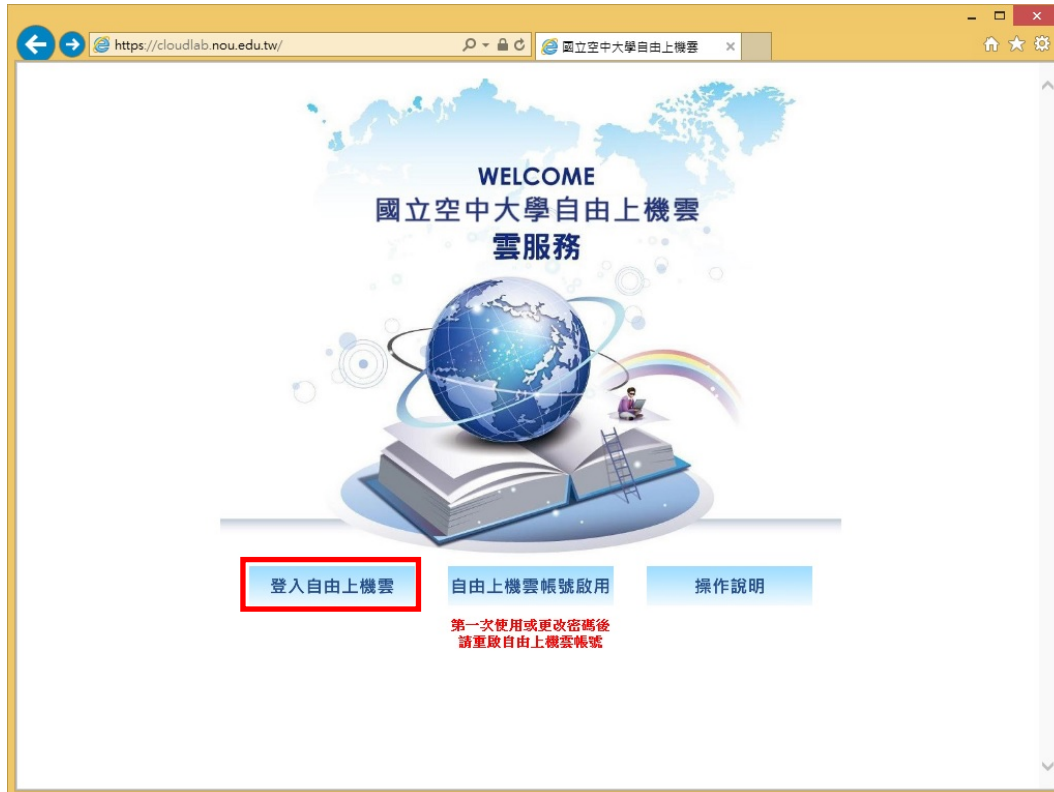 https://cloudlab.nou.edu.tw/
國立空中大學自由上機雲
WELCOME
國立空中大學自由上機雲
雲服務
登入自由上機雲
自由上機雲帳號啟用
操作說明
第一次使用或更改密碼後
請重啟自由上機雲帳號